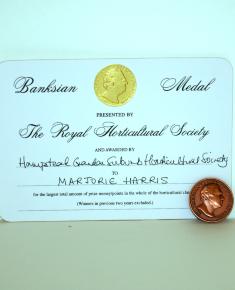 Banksian Medal
PRESENTED BY
The Royal Horticultural Society
AND AWARDED BY
Hampstead Garden Suburb Horticultural Society
TO
MARJORIE HARRIS
for the largest total amount of prize money/points in the whole of the horticultural
(Winners in previous two years excluded.)